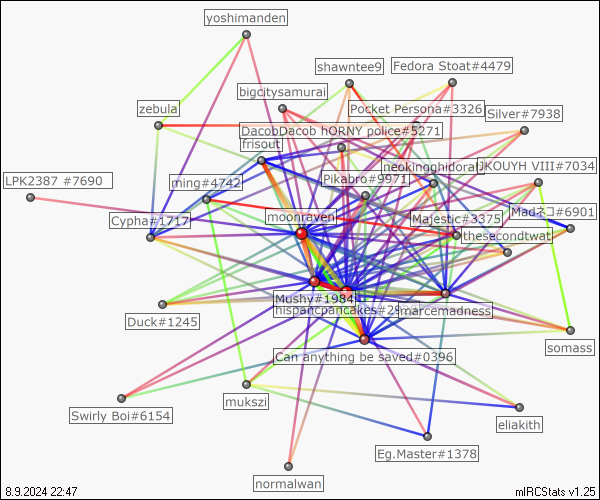 yoshimanden
shawntee9
Fedora Stoat#4479
bigcitysamurai
zebula
Pocket Persona#3326
Silver#7938
DacobDacob hORNY police#5271
frisout
neokingghidorah
JKOUYH VIII#7034
LPK2387 #7690
ming#4742
Pikabro#9971
moonraven
Majestic#3375
Madネコ#6901
Cypha#1717
thesecondtwat
Mushy#1984
marcemadness
Duck#1245
somass
Can anything be saved#0396
mukszi
Swirly Boi#6154
eliakith
Eg.Master#1378
normalwan
8.9.2024 22:47
mIRCStats v1.25